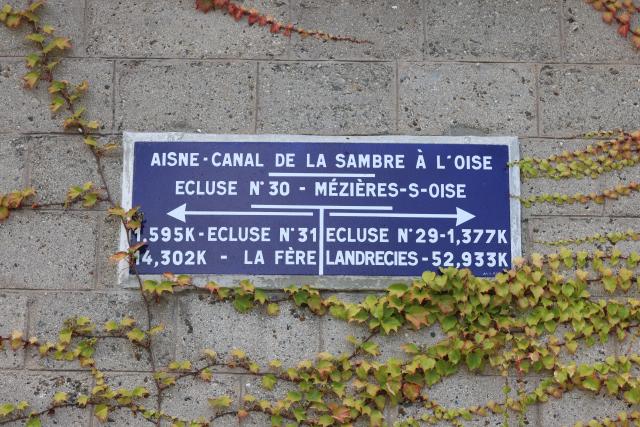 AISNE-CANAL DE LA SAMBRE À L'OISE
ECLUSE N°30 - MÉZIÈRES-S-OISE
1.595K-ECLUSE N°31 ECLUSE N°29-1,377K
14,302K - LA FÈRE LANDRECIES-52,933K